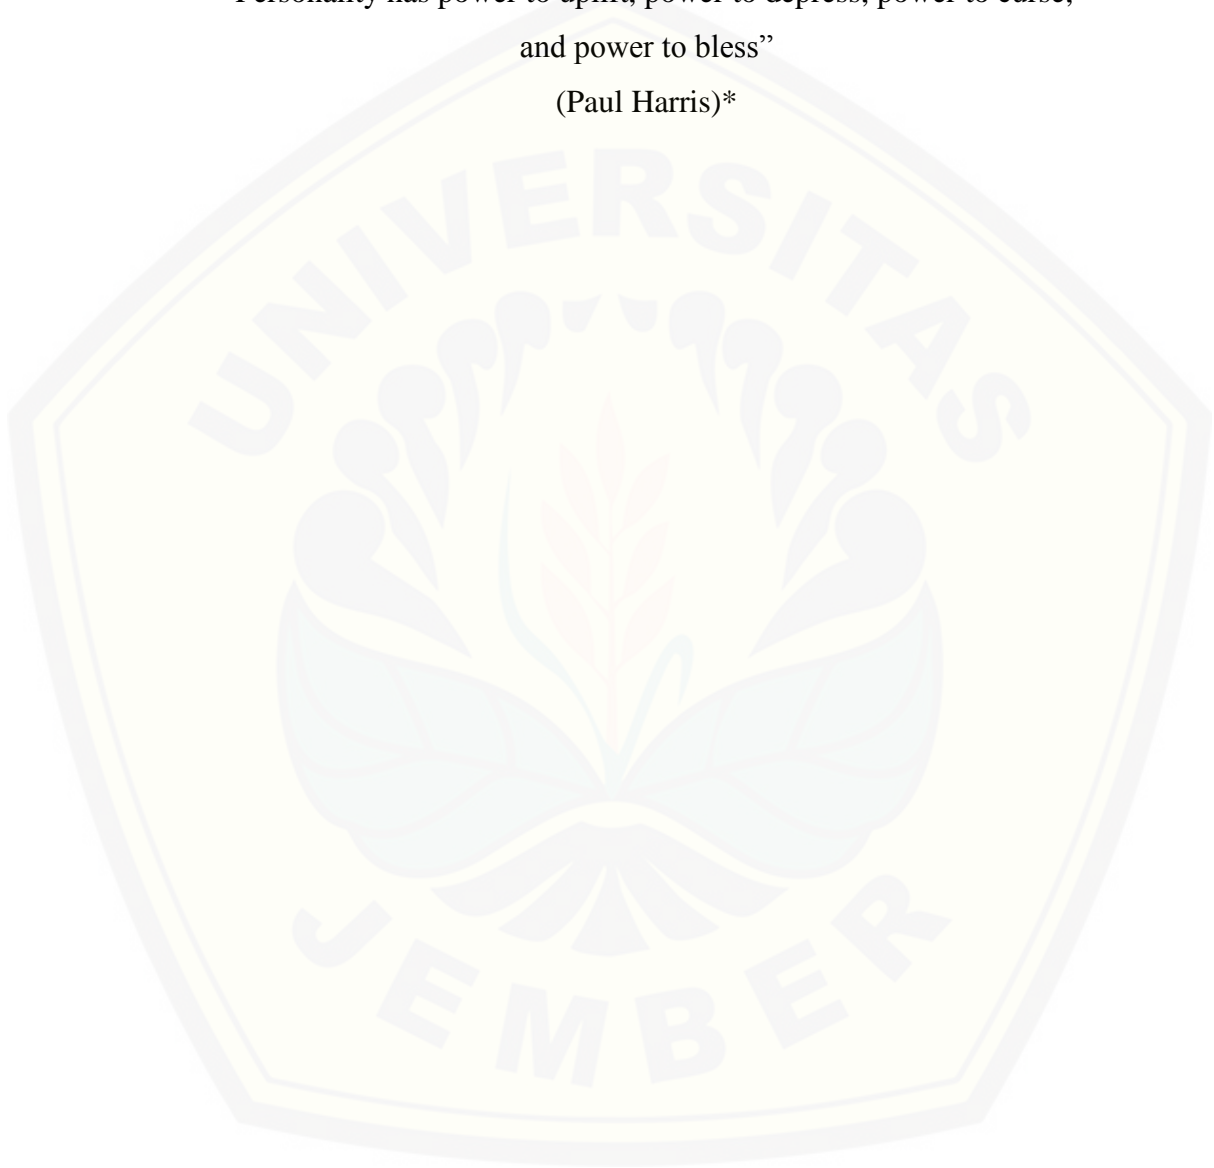 Personality has power to uplift, power to depress, power to curse,
and power to bless”
(Paul Harris)*
UNIVERSITAS
JEMBER